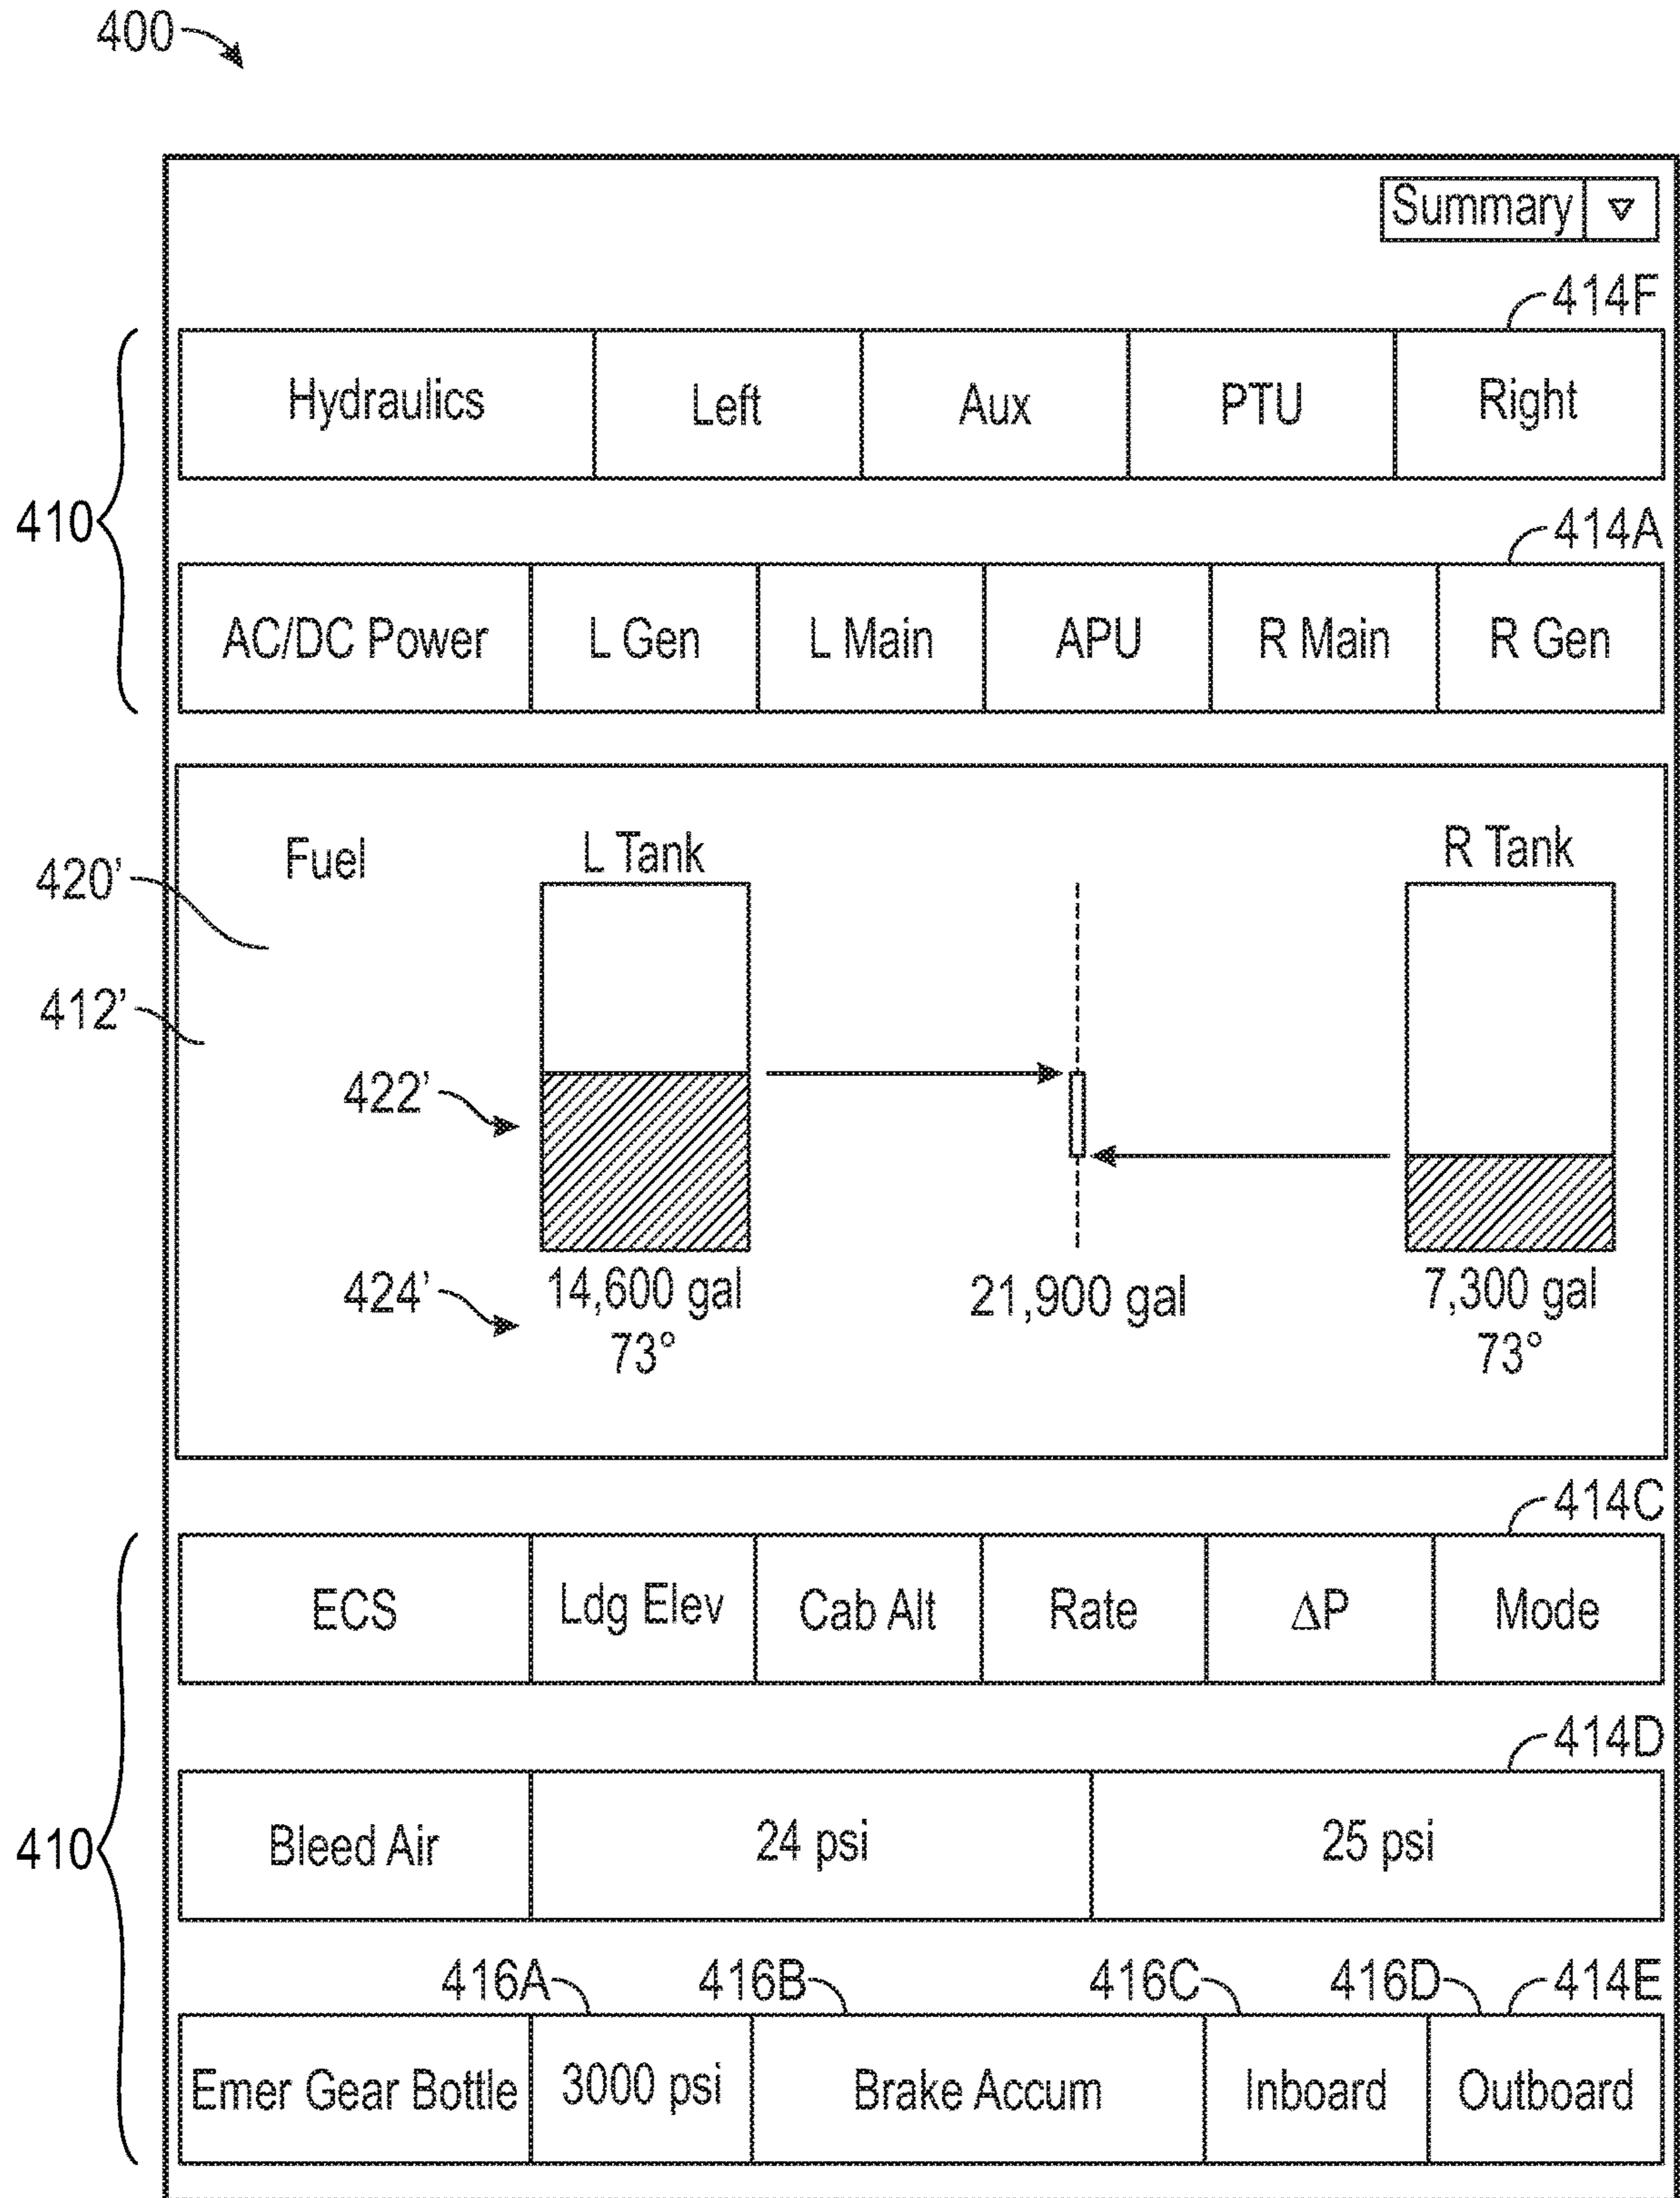 400
Summary ▽
414F
Hydraulics Left Aux PTU Right
410
414A
AC/DC Power L Gen L Main APU R Main R Gen
Fuel L Tank R Tank
420'
412'
422'
424'
14,600 gal 21,900 gal 7,300 gal
73° 73°
414C
ECS Ldg Elev Cab Alt Rate ΔP Mode
414D
410
Bleed Air 24 psi 25 psi
416A 416B 416C 416D 414E
Emer Gear Bottle 3000 psi Brake Accum Inboard Outboard